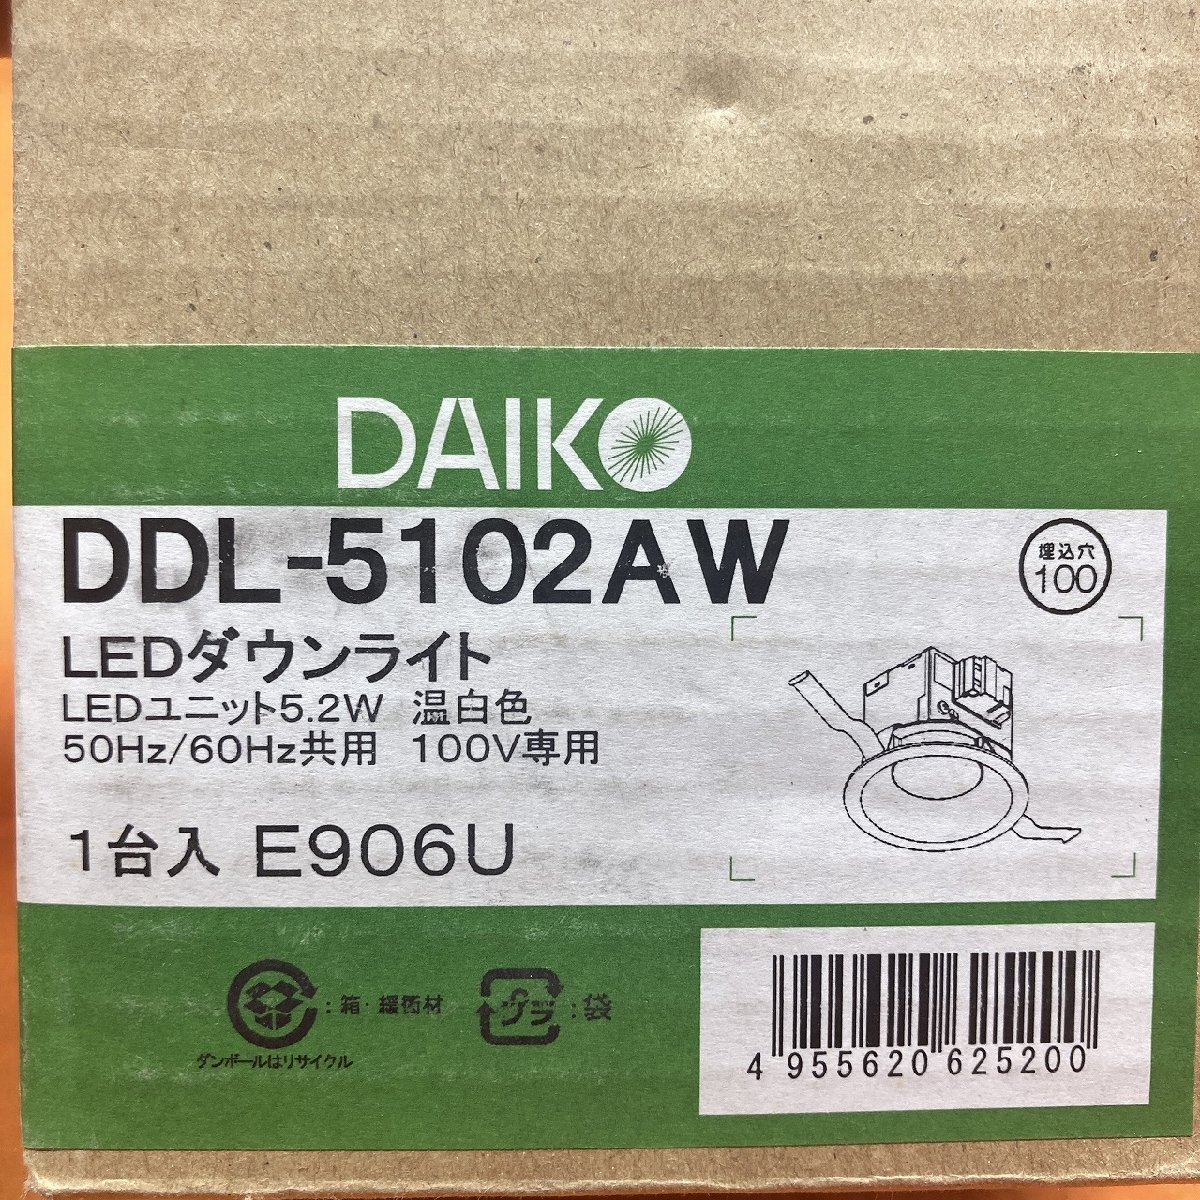 DAIKO
DDL-5102AW
埋込穴
100
LEDダウンライト
LEDユニット5.2W 温白色
50Hz/60Hz共用 100V専用
1台入 E906U
:箱・緩衝材
プラ :袋
ダンボールはリサイクル
4 955620 625200